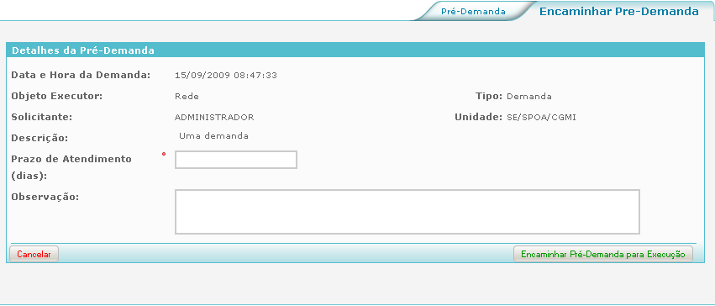 Pré-Demanda Encaminhar Pre-Demanda
Detalhes da Pré-Demanda
Data e Hora da Demanda: 15/09/2009 08:47:33
Objeto Executor: Rede Tipo: Demanda
Solicitante: ADMINISTRADOR Unidade: SE/SPOA/CGMI
Descrição: Uma demanda
Prazo de Atendimento *
(dias):
Observação:
Cancelar Encaminhar Pré-Demanda para Execução